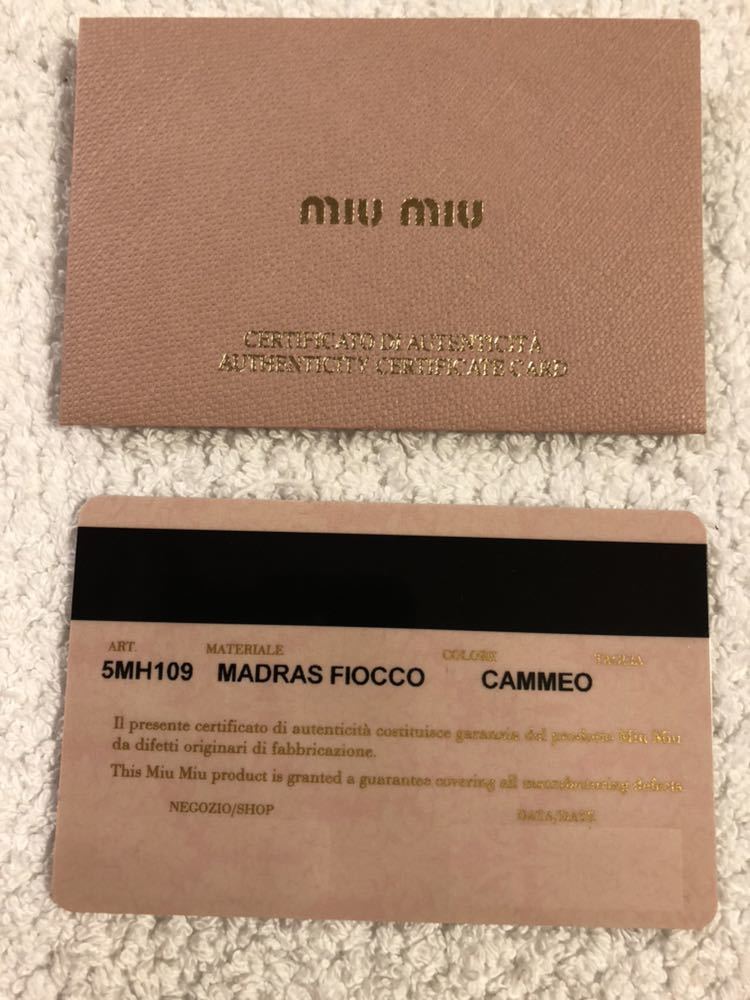 miu miu
CERTIFICATO DI AUTENTICITÀ
AUTHENTICITY CERTIFICATE CARD
ART. MATERIALE COLORE TAGLIA
5MH109 MADRAS FIOCCO CAMMEO
Il presente certificato di autenticità costituisce garanzia del prodotto Miu Miu
da difetti originari di fabbricazione.
This Miu Miu product is granted a guarantee covering all manufacturing defects
NEGOZIO/SHOP DATA/DATE